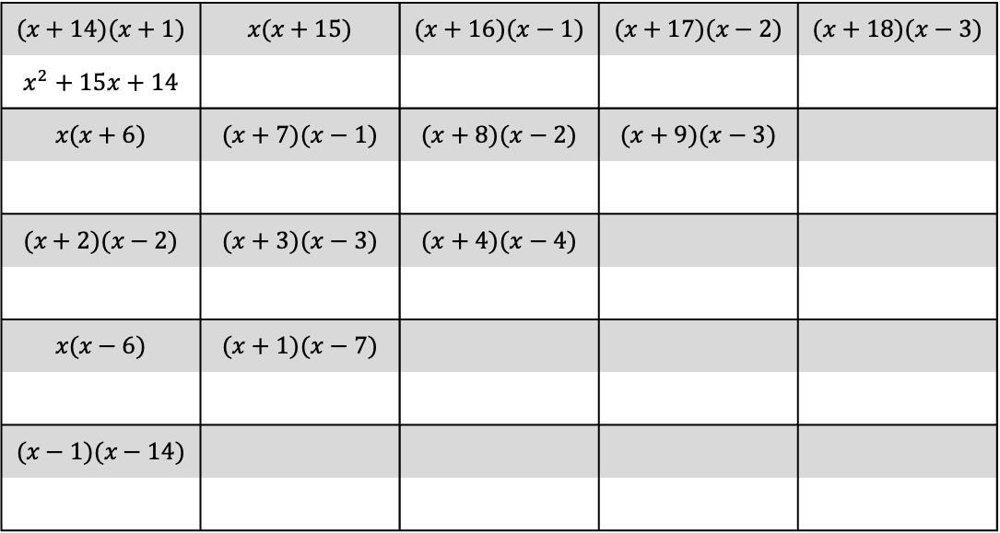 (x + 14)(x + 1) x(x + 15) (x + 16)(x − 1) (x + 17)(x − 2) (x + 18)(x − 3)
x² + 15x + 14
x(x + 6) (x + 7)(x − 1) (x + 8)(x − 2) (x + 9)(x − 3)
(x + 2)(x − 2) (x + 3)(x − 3) (x + 4)(x − 4)
x(x − 6) (x + 1)(x − 7)
(x − 1)(x − 14)